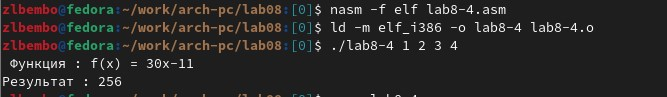 zlbembo@fedora:~/work/arch-pc/lab08:[0]$ nasm -f elf lab8-4.asm
zlbembo@fedora:~/work/arch-pc/lab08:[0]$ ld -m elf_i386 -o lab8-4 lab8-4.o
zlbembo@fedora:~/work/arch-pc/lab08:[0]$ ./lab8-4 1 2 3 4
Функция : f(x) = 30x-11
Результат : 256